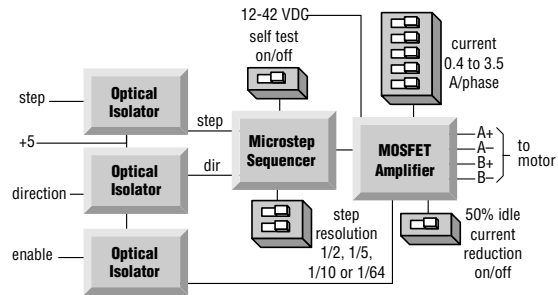 12-42 VDC
self test
on/off
current
0.4 to 3.5
A/phase
step
Optical
Isolator
step
+5
Microstep
Sequencer
MOSFET
Amplifier
A+
A−
B+
B−
to
motor
direction
Optical
Isolator
dir
step
resolution
1/2, 1/5,
1/10 or 1/64
50% idle
current
reduction
on/off
enable
Optical
Isolator